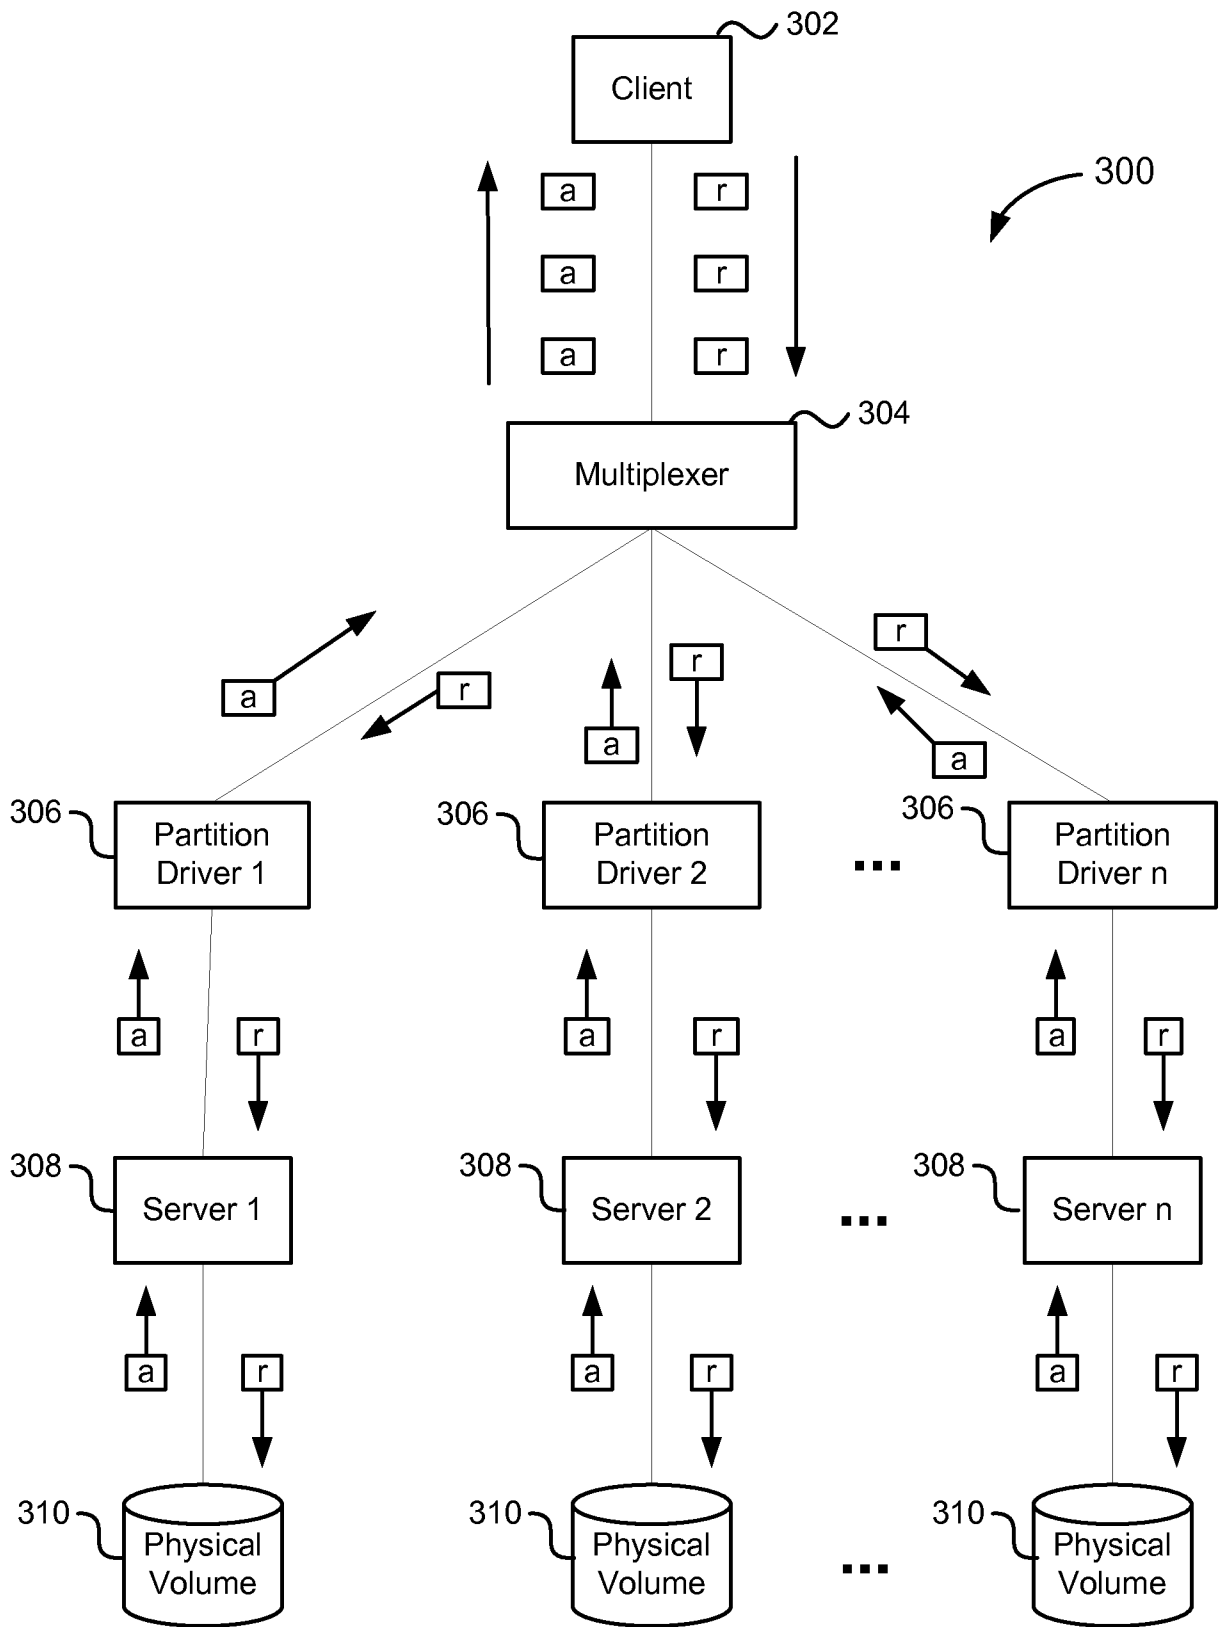 302
Client
300
a r
a r
a r
304
Multiplexer
r
r
a r
a
a
306 306 306
Partition Driver 1
Partition Driver 2
...
Partition Driver n
a r a r a r
308 308 308
Server 1 Server 2 ... Server n
a r a r a r
310 310 310
Physical Volume
Physical Volume
...
Physical Volume